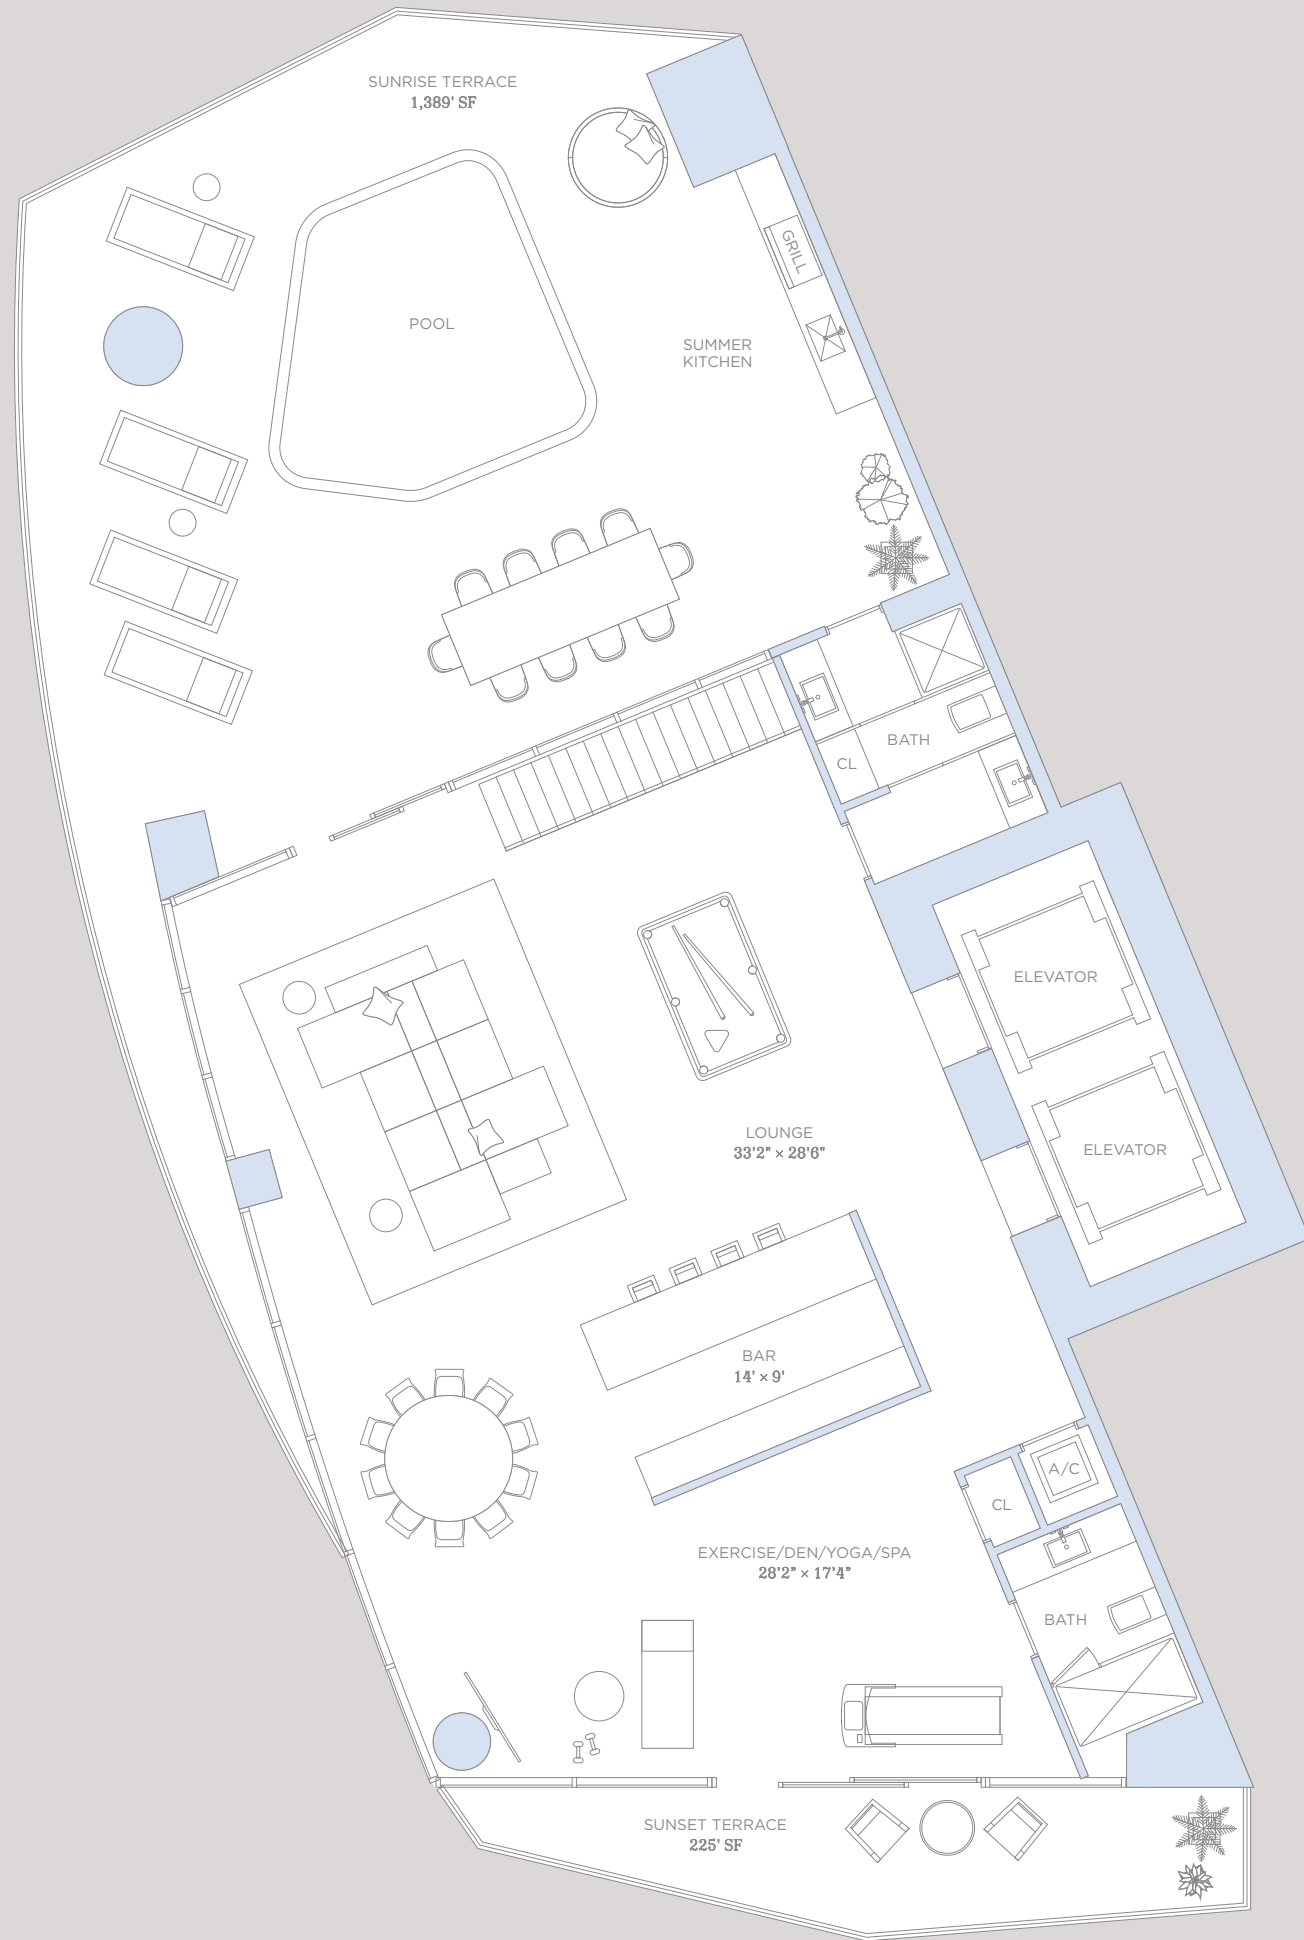 SUNRISE TERRACE
1,389' SF
GRILL
POOL
SUMMER
KITCHEN
BATH
CL
ELEVATOR
LOUNGE
33'2" × 28'6"
ELEVATOR
BAR
14' × 9'
A/C
CL
EXERCISE/DEN/YOGA/SPA
28'2" × 17'4"
BATH
SUNSET TERRACE
225' SF